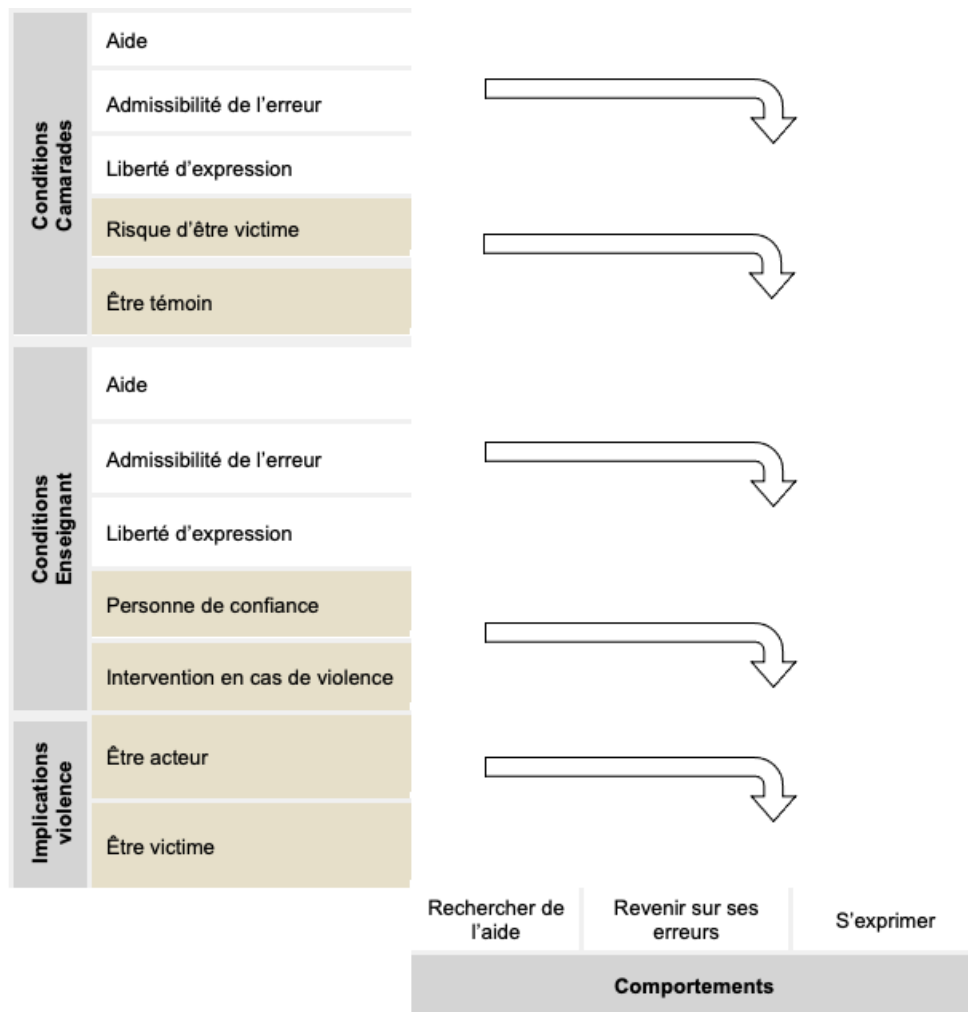 Conditions
Camarades
Aide
Admissibilité de l'erreur
Liberté d'expression
Risque d'être victime
Être témoin
Conditions
Enseignant
Aide
Admissibilité de l'erreur
Liberté d'expression
Personne de confiance
Intervention en cas de violence
Implications
violence
Être acteur
Être victime
Rechercher de
l'aide
Revenir sur ses
erreurs
S'exprimer
Comportements